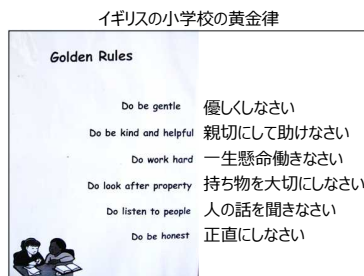 イギリスの小学校の黄金律
Golden Rules
Do be gentle 優しくしなさい
Do be kind and helpful 親切にして助けなさい
Do work hard 一生懸命働きなさい
Do look after property 持ち物を大切にしなさい
Do listen to people 人の話を聞きなさい
Do be honest 正直にしなさい